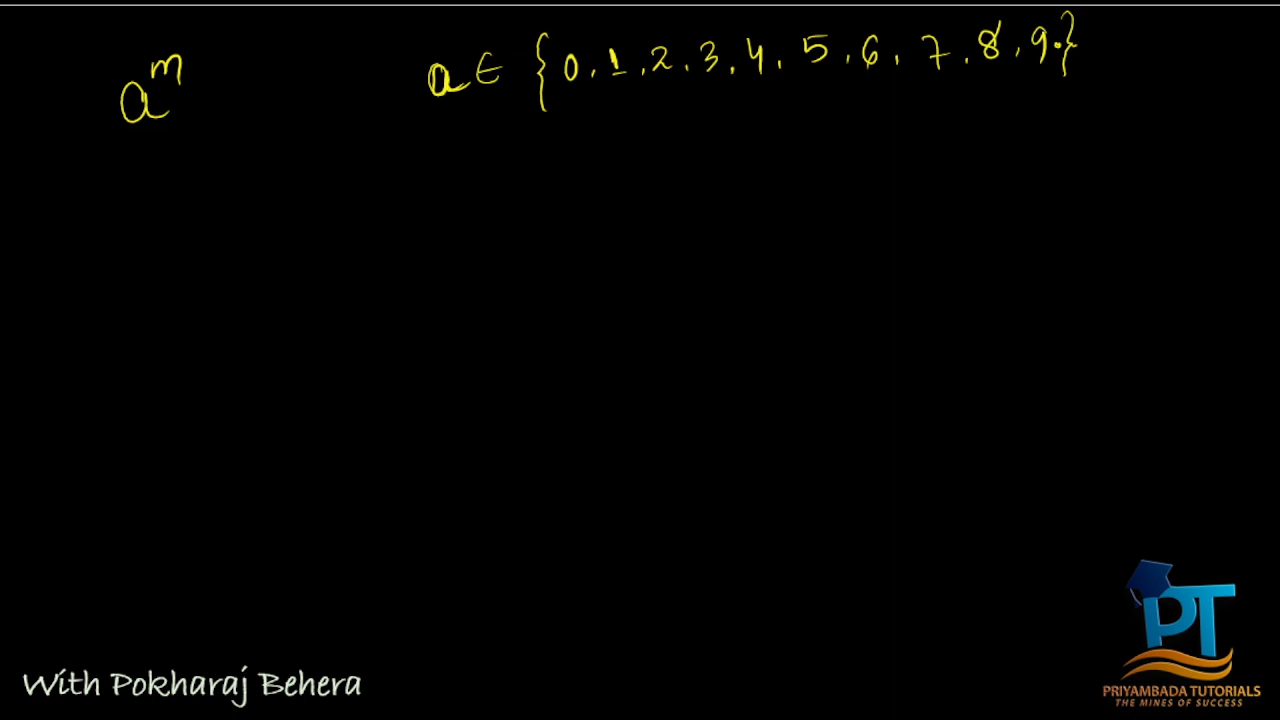 a^m a ∈ {0, 1, 2, 3, 4, 5, 6, 7, 8, 9.}
PT
With Pokharaj Behera
PRIYAMBADA TUTORIALS
THE MINES OF SUCCESS